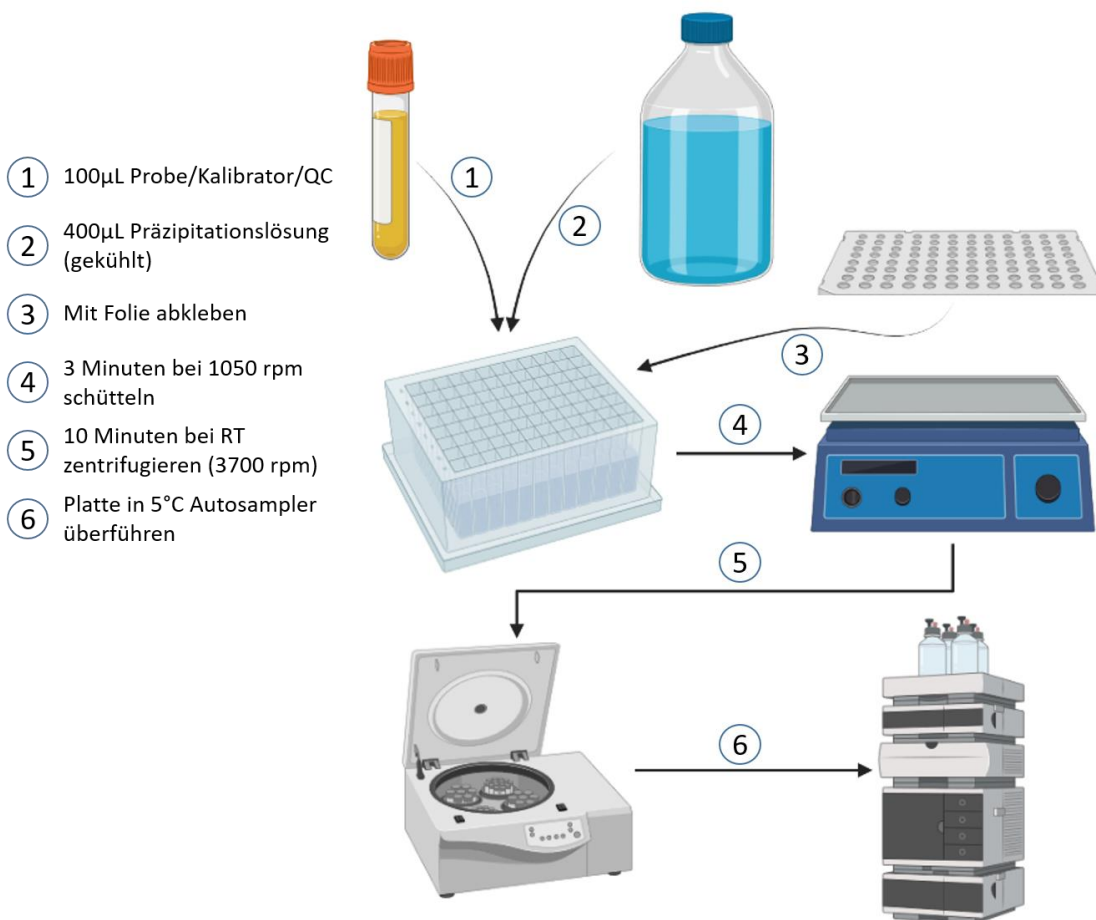 1 100µL Probe/Kalibrator/QC
2 400µL Präzipitationslösung
(gekühlt)
3 Mit Folie abkleben
4 3 Minuten bei 1050 rpm
schütteln
5 10 Minuten bei RT
zentrifugieren (3700 rpm)
6 Platte in 5°C Autosampler
überführen
1
2
3
4
5
6